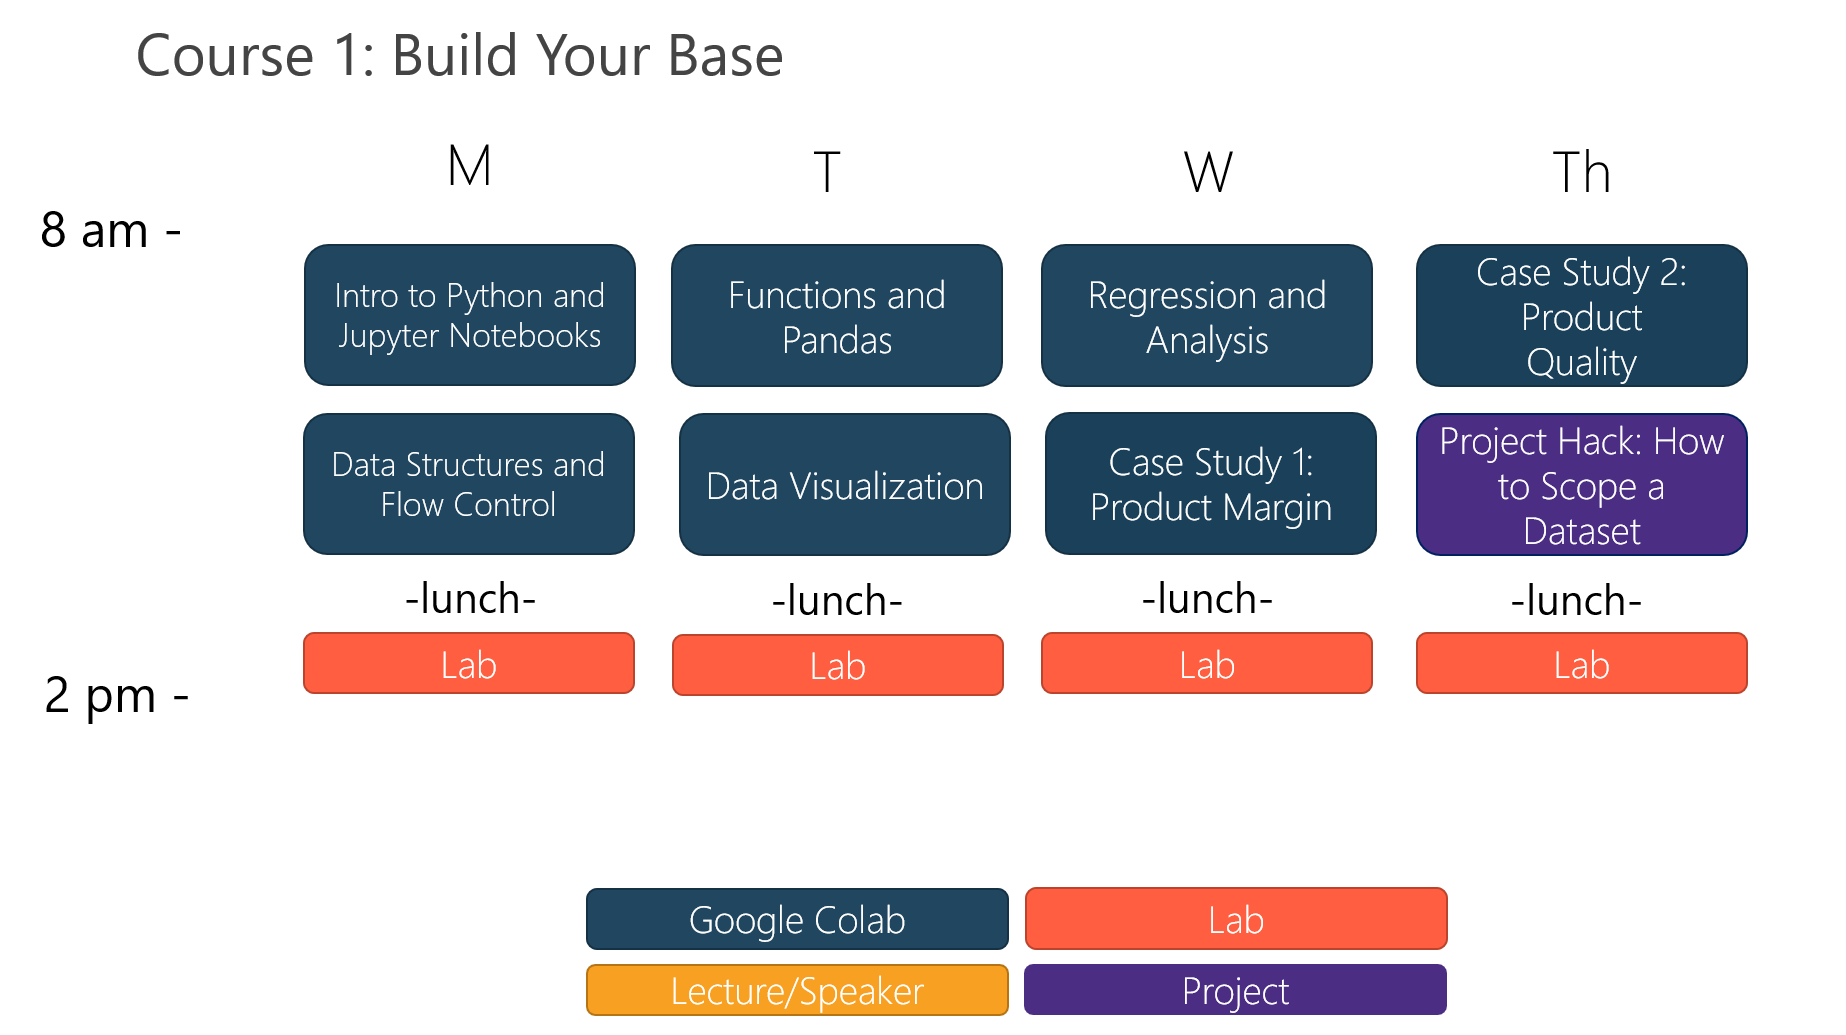 Course 1: Build Your Base
M
T
W
Th
8 am -
Intro to Python and
Jupyter Notebooks
Functions and
Pandas
Regression and
Analysis
Case Study 2:
Product
Quality
Data Structures and
Flow Control
Data Visualization
Case Study 1:
Product Margin
Project Hack: How
to Scope a
Dataset
-lunch-
-lunch-
-lunch-
-lunch-
Lab
Lab
Lab
Lab
2 pm -
Google Colab
Lab
Lecture/Speaker
Project